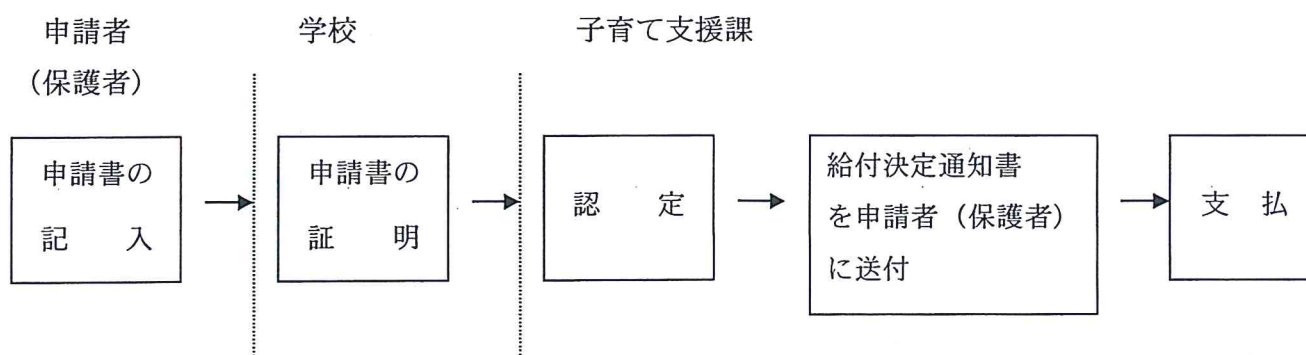 申請者
(保護者)
学校
子育て支援課
申請書の
記　　入
申請書の
証　　明
認　　定
給付決定通知書
を申請者（保護者）
に送付
支　払